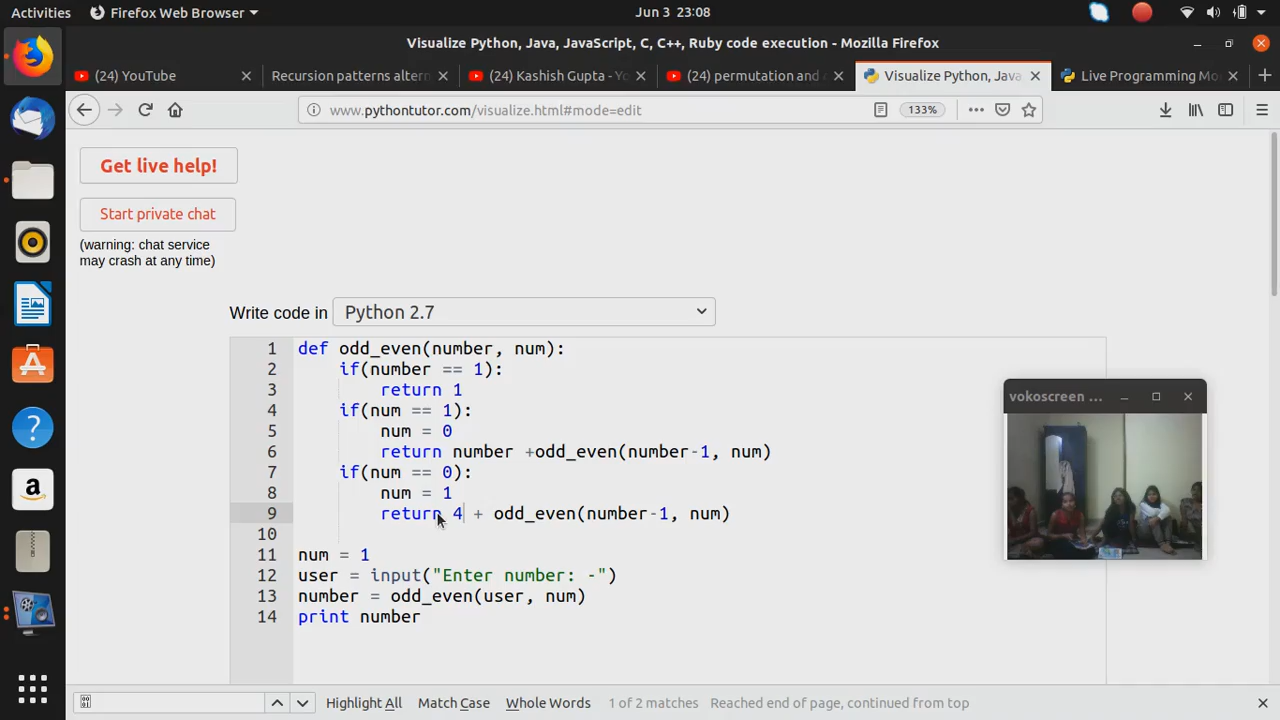 Activities
Firefox Web Browser
Jun 3 23:08
Visualize Python, Java, JavaScript, C, C++, Ruby code execution - Mozilla Firefox
(24) YouTube
Recursion patterns altern
(24) Kashish Gupta - Yo
(24) permutation and
Visualize Python, Java
Live Programming Mo
www.pythontutor.com/visualize.html#mode=edit
133%
Get live help!
Start private chat
(warning: chat service
may crash at any time)
Write code in Python 2.7
1 def odd_even(number, num):
2 if(number == 1):
3 return 1
4 if(num == 1):
5 num = 0
6 return number +odd_even(number-1, num)
7 if(num == 0):
8 num = 1
9 return 4 + odd_even(number-1, num)
10
11 num = 1
12 user = input("Enter number: -")
13 number = odd_even(user, num)
14 print number
vokoscreen ...
Highlight All
Match Case
Whole Words
1 of 2 matches
Reached end of page, continued from top